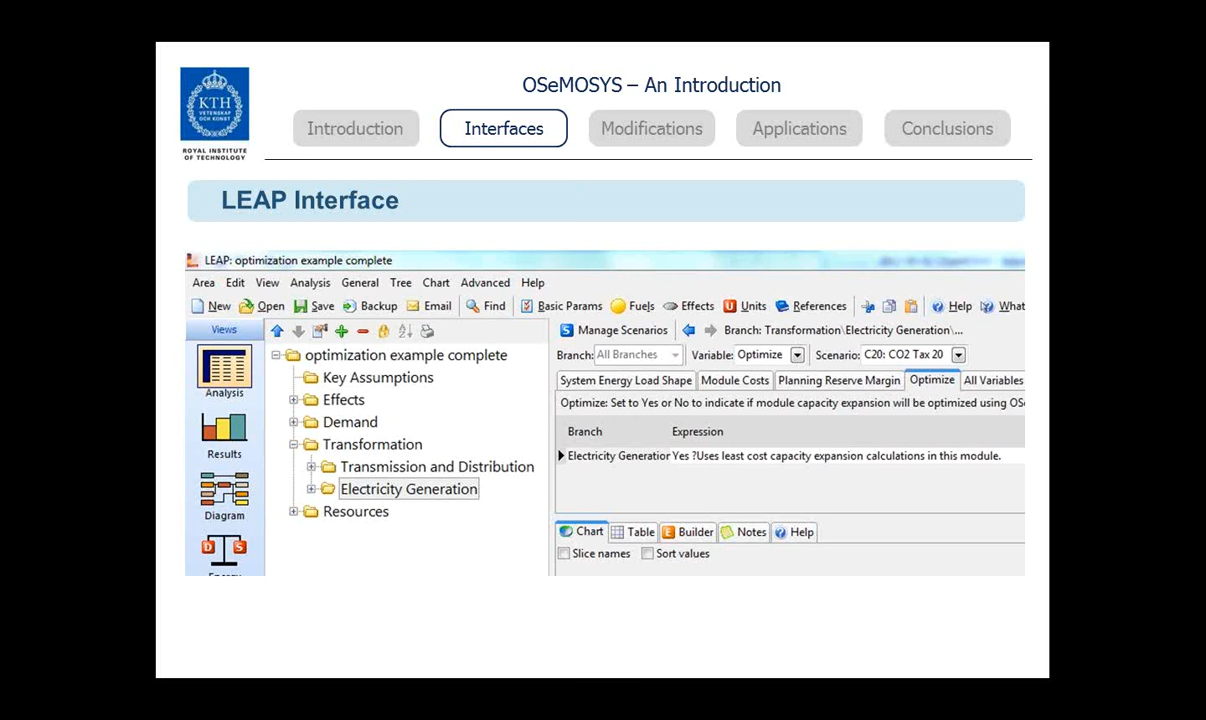 OSeMOSYS – An Introduction
KTH
VETENSKAP
OCH KONST
ROYAL INSTITUTE
OF TECHNOLOGY
Introduction Interfaces Modifications Applications Conclusions
LEAP Interface
LEAP: optimization example complete
Area Edit View Analysis General Tree Chart Advanced Help
New Open Save Backup Email Find Basic Params Fuels Effects Units References Help What
Views
Analysis
Results
Diagram
optimization example complete
Key Assumptions
Effects
Demand
Transformation
Transmission and Distribution
Electricity Generation
Resources
Manage Scenarios Branch: Transformation\Electricity Generation\...
Branch: All Branches Variable: Optimize Scenario: C20: CO2 Tax 20
System Energy Load Shape Module Costs Planning Reserve Margin Optimize All Variables
Optimize: Set to Yes or No to indicate if module capacity expansion will be optimized using OS
Branch Expression
Electricity Generation Yes ?Uses least cost capacity expansion calculations in this module.
Chart Table Builder Notes Help
Slice names Sort values